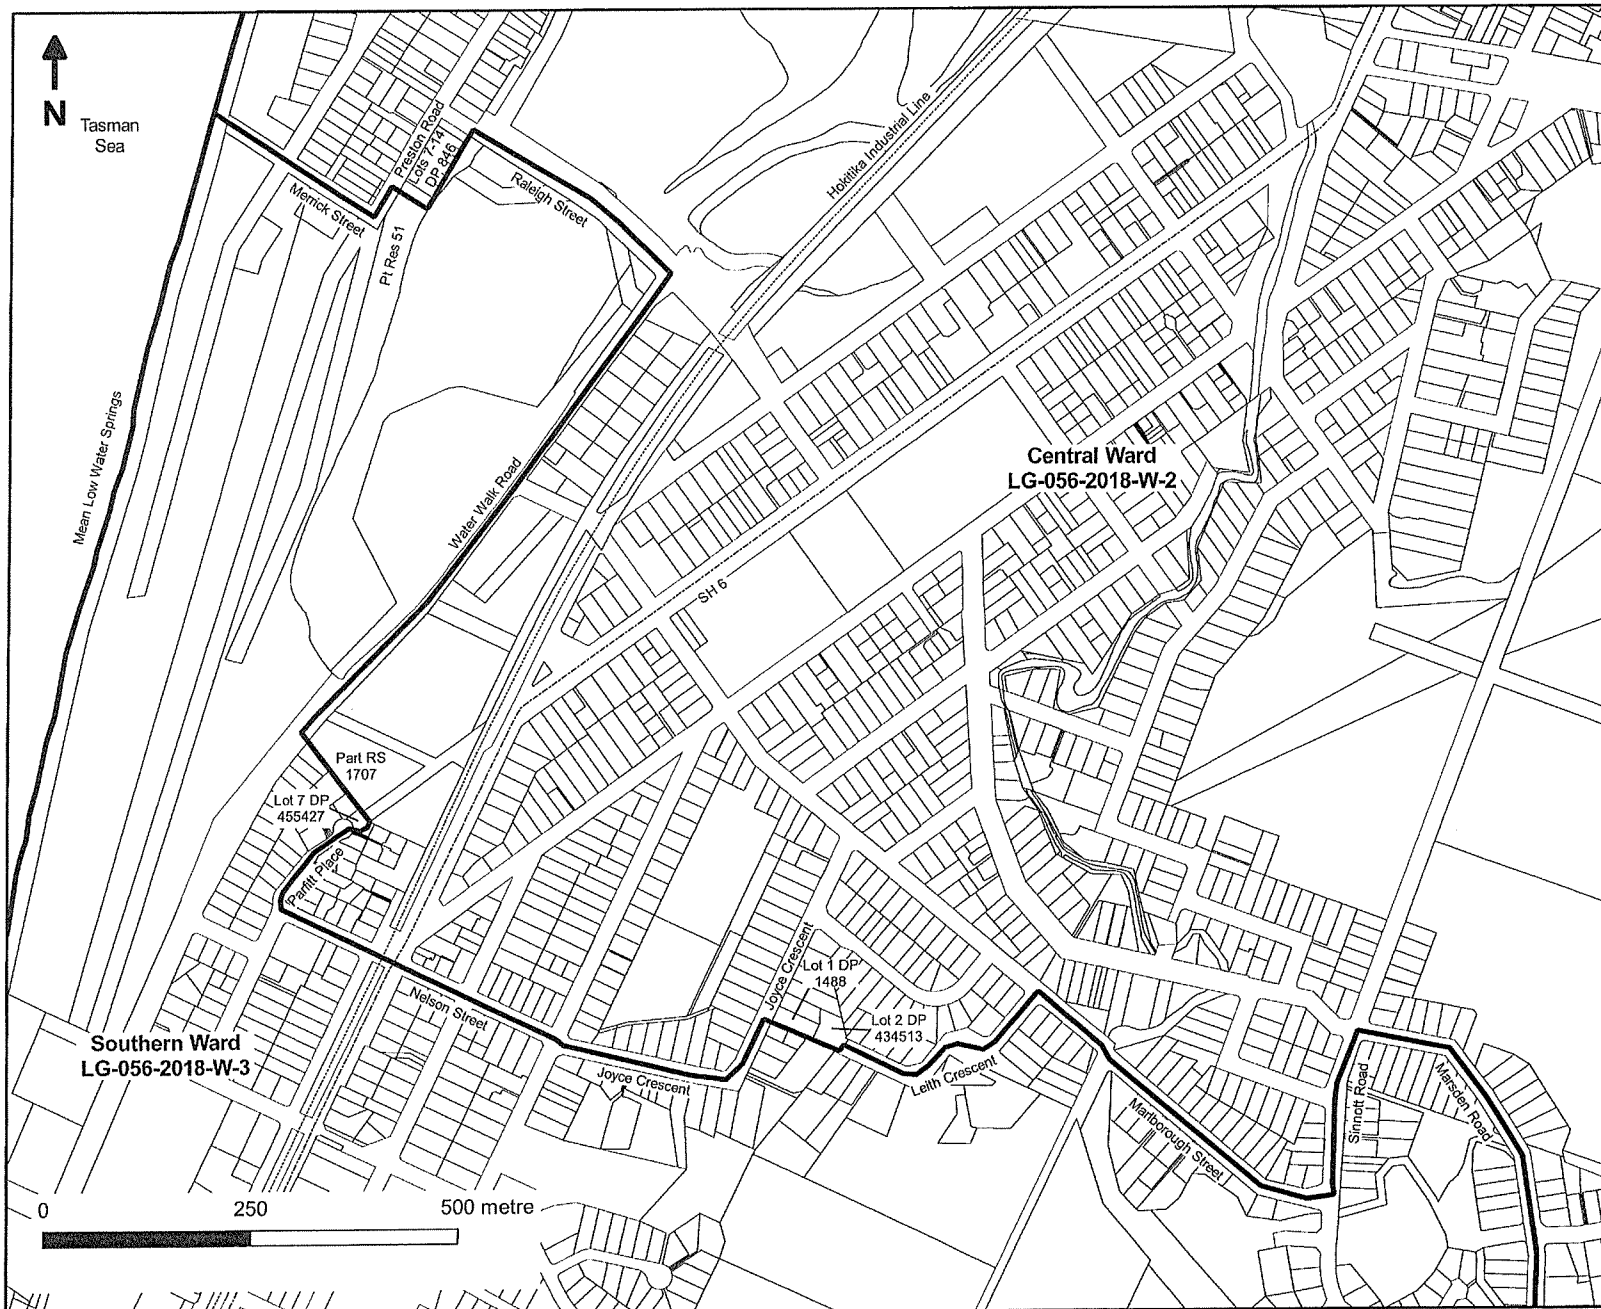 N
Tasman
Sea
Preston Road
Lots 7-14
DP 846
Merrick Street
Pt Res 51
Raleigh Street
Hokitika Industrial Line
Mean Low Water Springs
Water Walk Road
Central Ward
LG-056-2018-W-2
SH 6
Part RS
1707
Lot 7 DP
455427
Parfitt Place
Nelson Street
Joyce Crescent
Lot 1 DP
1488
Lot 2 DP
434513
Southern Ward
LG-056-2018-W-3
Joyce Crescent
Leith Crescent
Marlborough Street
Sinnott Road
Marsden Road
0 250 500 metre